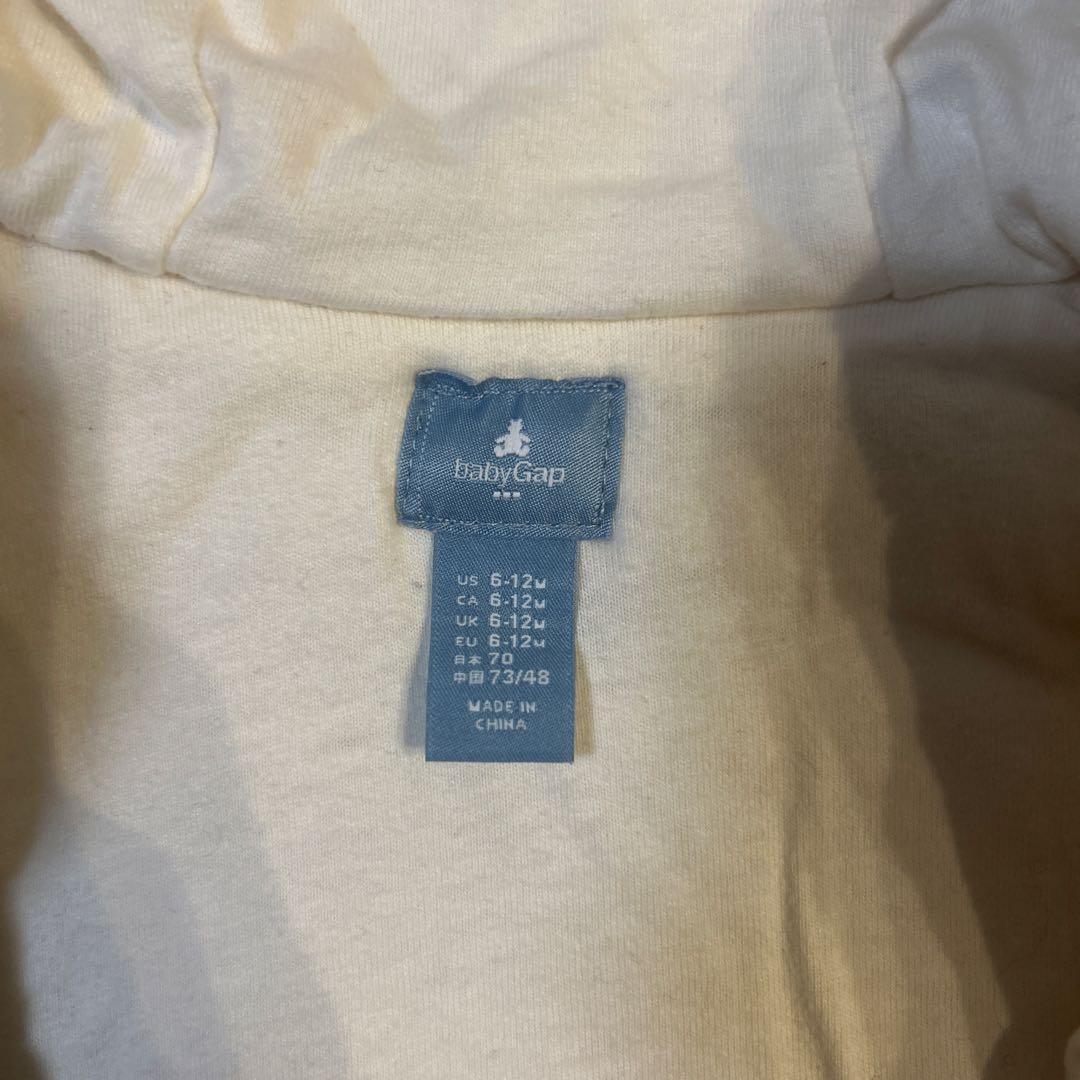 babyGap
US 6-12M
CA 6-12M
UK 6-12M
EU 6-12M
日本 70
中国 73/48
MADE IN
CHINA